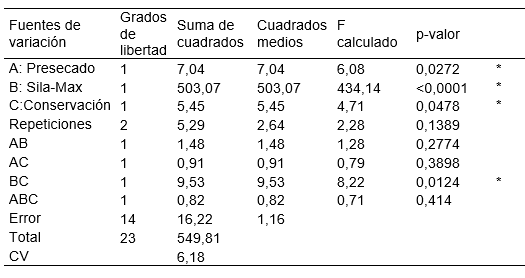 Fuentes de variación Grados de libertad Suma de cuadrados Cuadrados medios F calculado p-valor
A: Presecado 1 7,04 7,04 6,08 0,0272 *
B: Sila-Max 1 503,07 503,07 434,14 <0,0001 *
C:Conservación 1 5,45 5,45 4,71 0,0478 *
Repeticiones 2 5,29 2,64 2,28 0,1389
AB 1 1,48 1,48 1,28 0,2774
AC 1 0,91 0,91 0,79 0,3898
BC 1 9,53 9,53 8,22 0,0124 *
ABC 1 0,82 0,82 0,71 0,414
Error 14 16,22 1,16
Total 23 549,81
CV 6,18